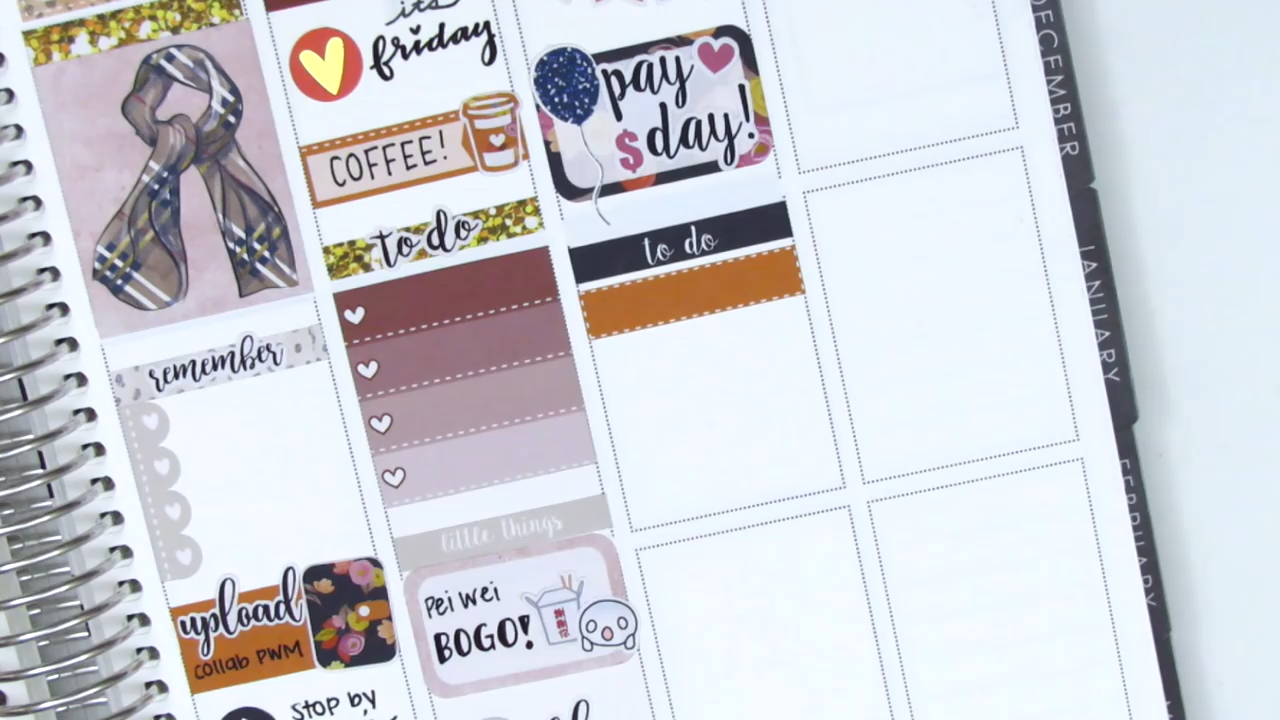 its
friday
COFFEE!
to do
pay
$day!
to do
remember
little things
upload
collab PWM
Pei Wei
BOGO!
stop by
DECEMBER
JANUARY
FEBRUARY